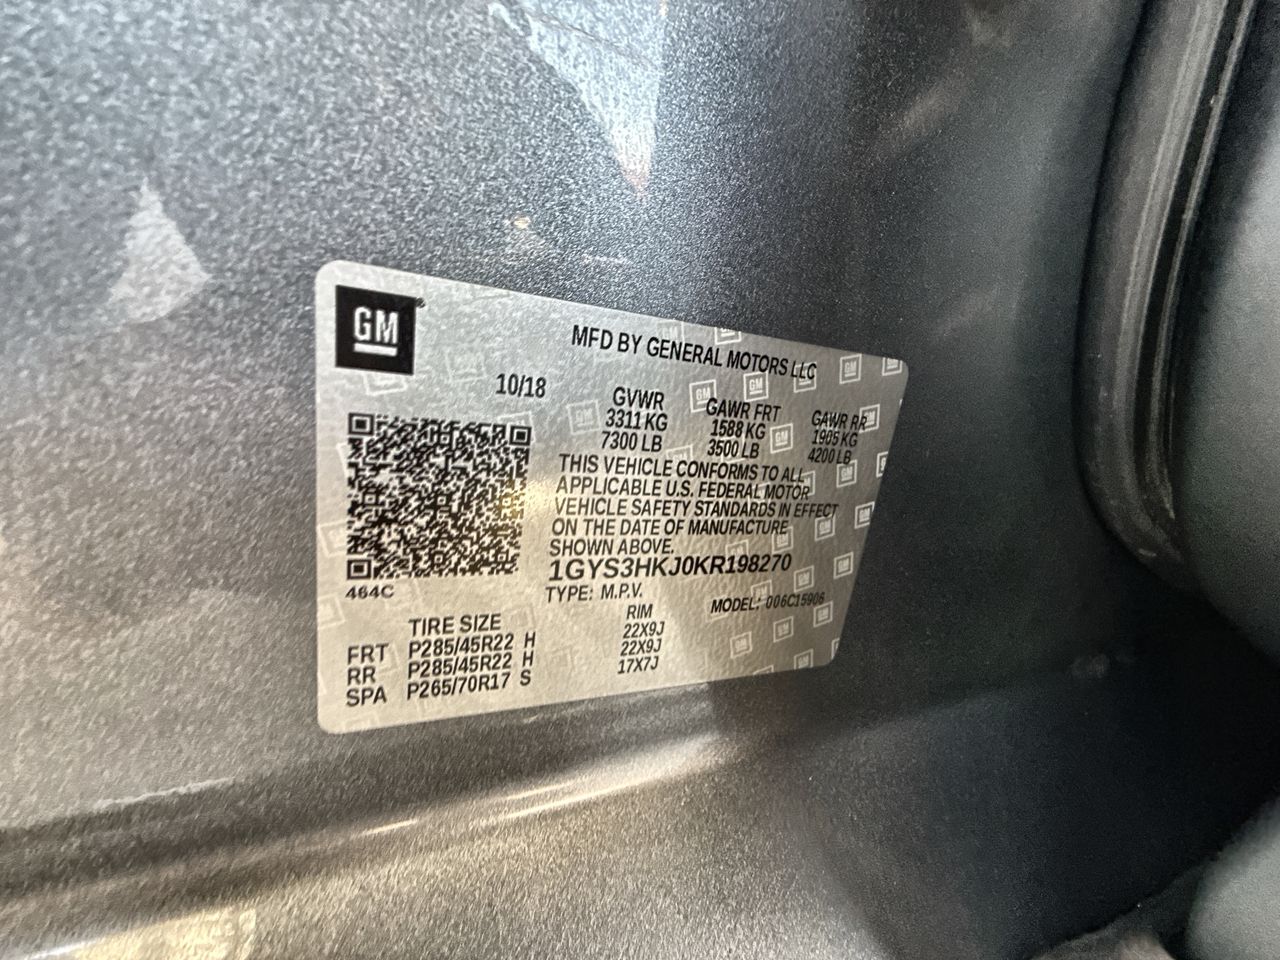 GM
MFD BY GENERAL MOTORS LLC
10/18
GVWR GAWR FRT GAWR RR
3311 KG 1588 KG 1905 KG
7300 LB 3500 LB 4200 LB
THIS VEHICLE CONFORMS TO ALL
APPLICABLE U.S. FEDERAL MOTOR
VEHICLE SAFETY STANDARDS IN EFFECT
ON THE DATE OF MANUFACTURE
SHOWN ABOVE.
1GYS3HKJ0KR198270
464C
TYPE: M.P.V. MODEL: 006C15906
TIRE SIZE RIM
FRT P285/45R22 H 22X9J
RR P285/45R22 H 22X9J
SPA P265/70R17 S 17X7J